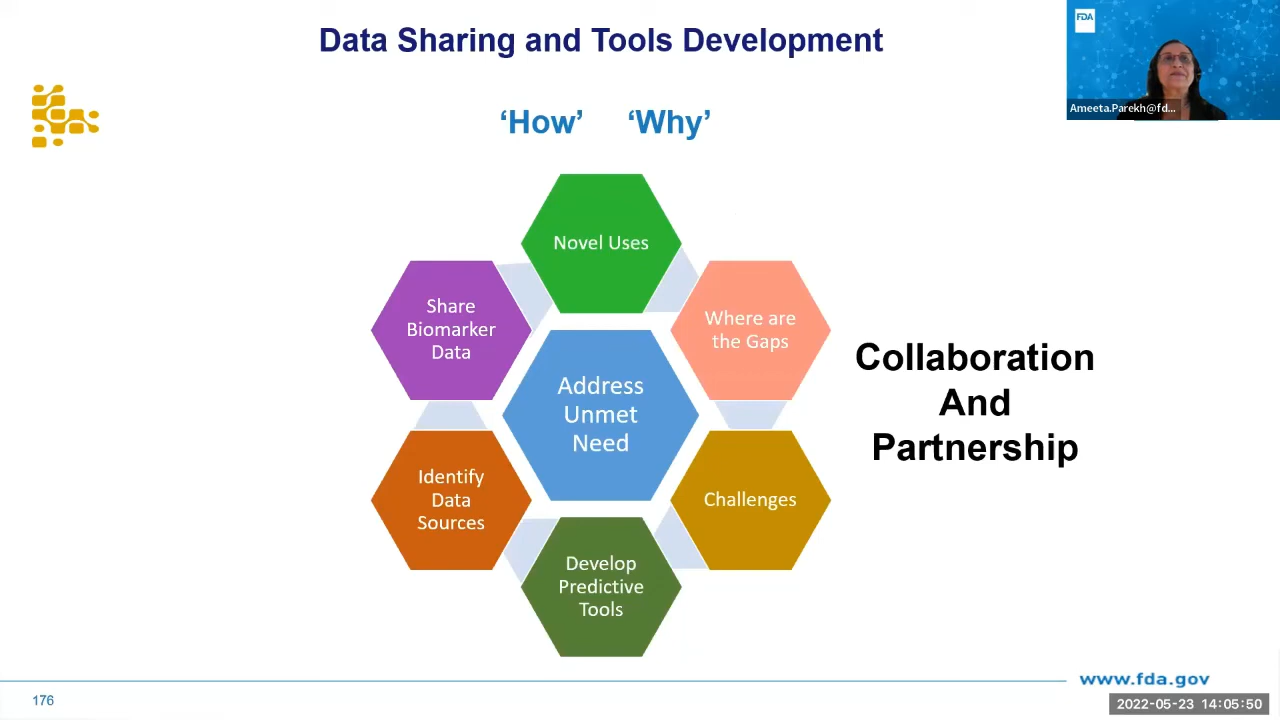 Data Sharing and Tools Development
FDA
Ameeta.Parekh@fd...
‘How’ ‘Why’
Novel Uses
Share
Biomarker
Data
Where are
the Gaps
Address
Unmet
Need
Collaboration
And
Partnership
Identify
Data
Sources
Challenges
Develop
Predictive
Tools
www.fda.gov
176
2022-05-23 14:05:50